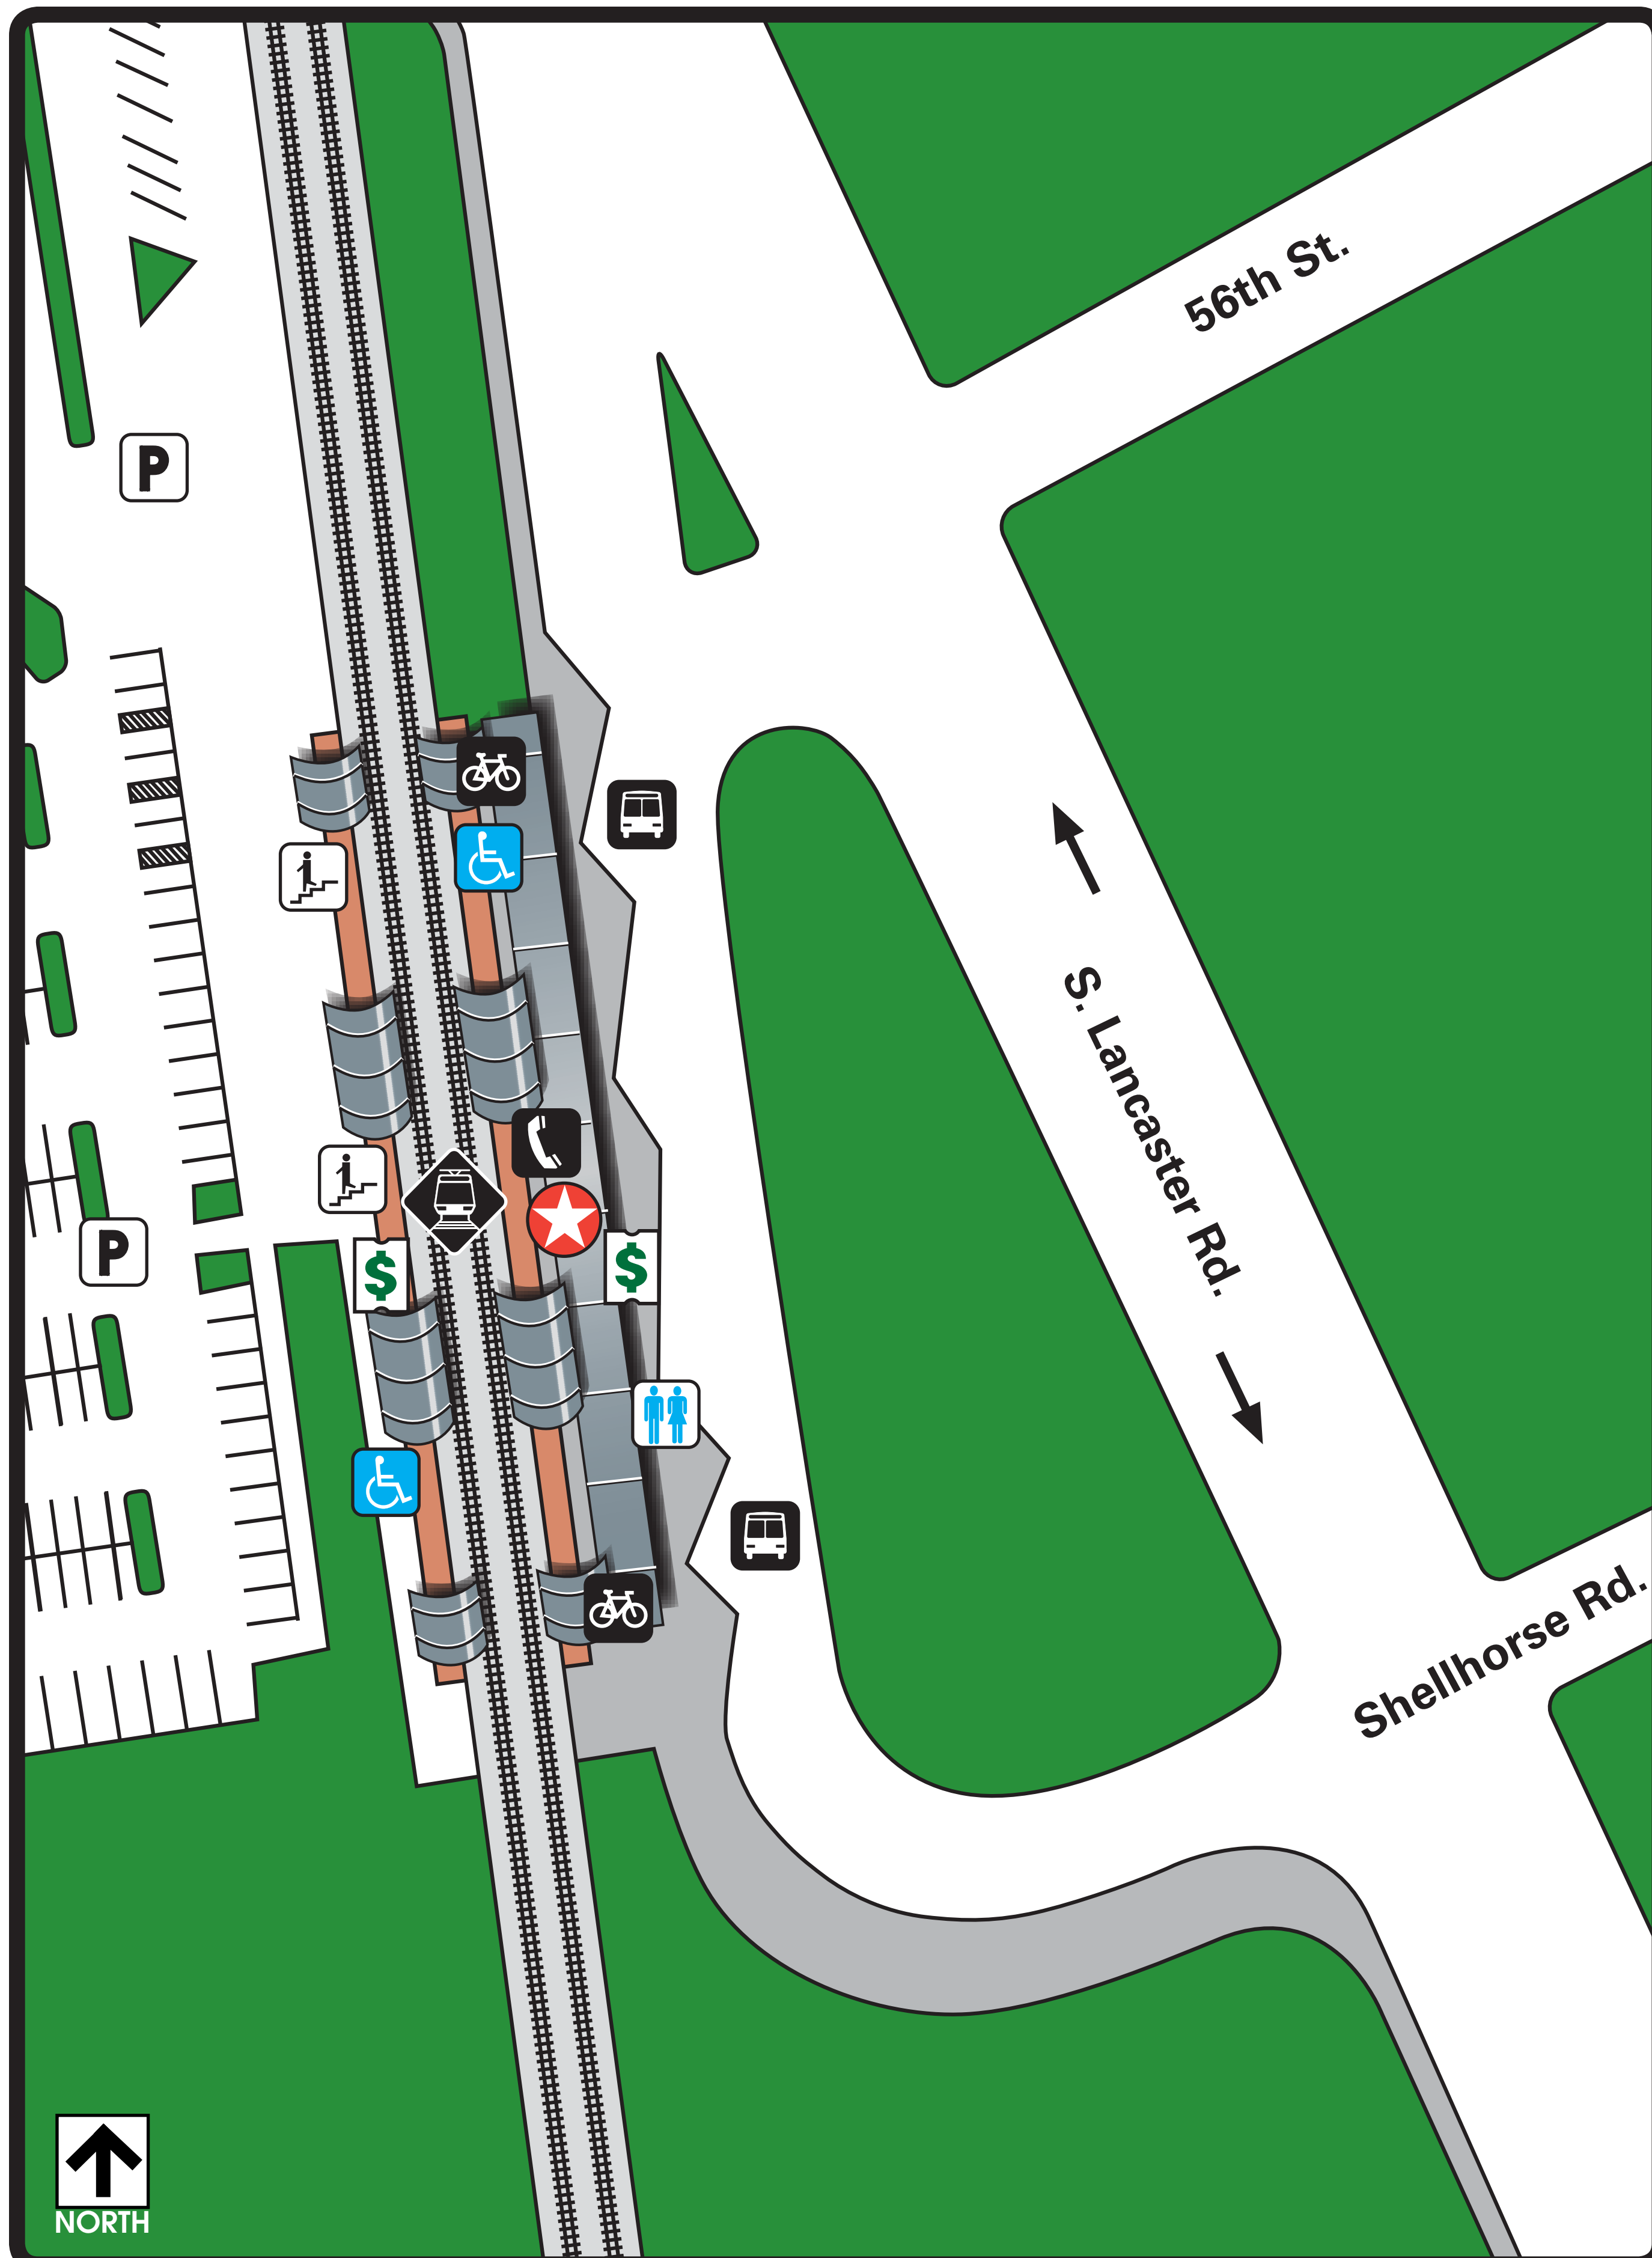 56th St.
P
S. Lancaster Rd.
P
$
$
Shellhorse Rd.
NORTH